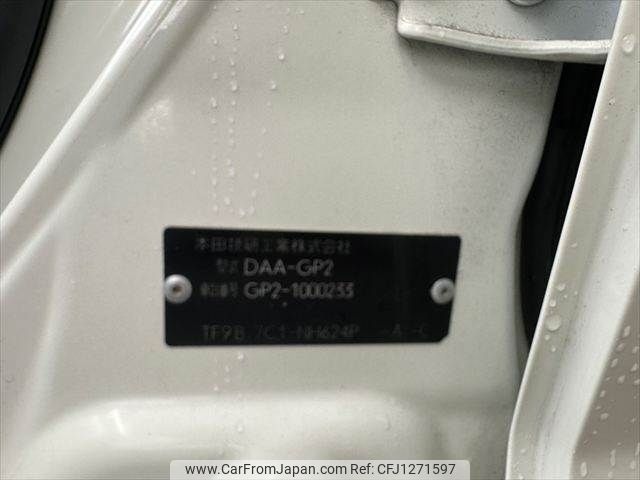 本田技研工業株式会社
型式 DAA-GP2
車台番号 GP2-1000233
TF9B 7C1-NH624P -A -C
www.CarFromJapan.com CFJ1271597